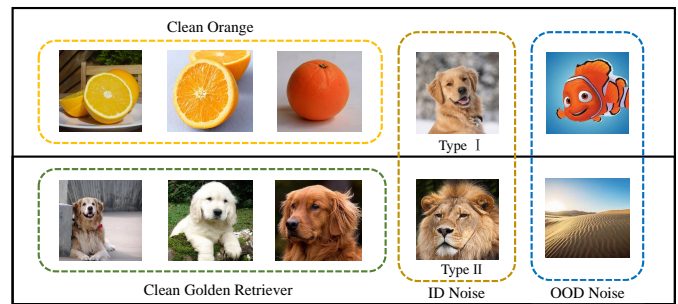 Clean Orange
Type Ⅰ
Type II
Clean Golden Retriever
ID Noise
OOD Noise